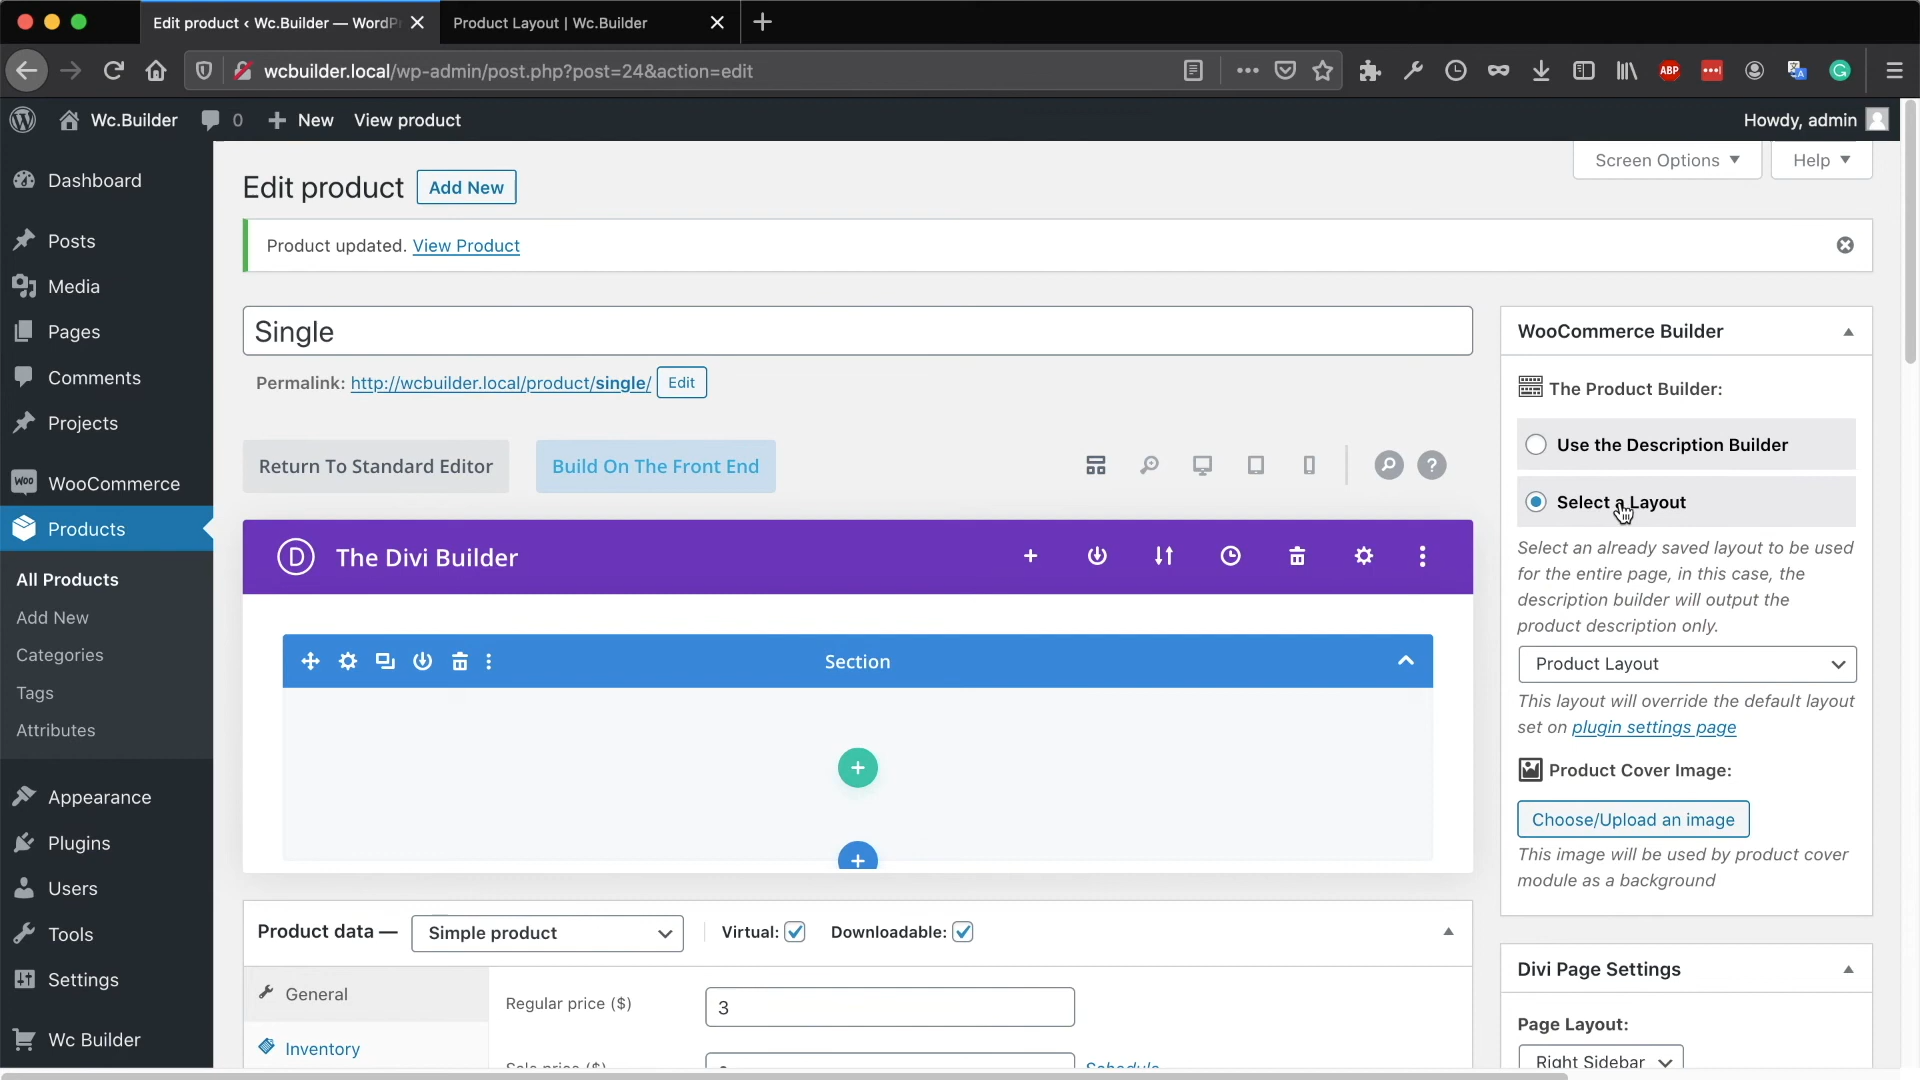 Edit product ‹ Wc.Builder — WordPr
Product Layout | Wc.Builder
wcbuilder.local/wp-admin/post.php?post=24&action=edit
ABP
Wc.Builder
0
New
View product
Howdy, admin
Screen Options
Help
Dashboard
Posts
Media
Pages
Comments
Projects
WooCommerce
Products
All Products
Add New
Categories
Tags
Attributes
Appearance
Plugins
Users
Tools
Settings
Wc Builder
Edit product
Add New
Product updated. View Product
Single
Permalink: http://wcbuilder.local/product/single/ Edit
Return To Standard Editor
Build On The Front End
The Divi Builder
Section
Product data —
Simple product
Virtual:
Downloadable:
General
Inventory
Regular price ($)
3
Sale price ($)
Schedule
WooCommerce Builder
The Product Builder:
Use the Description Builder
Select a Layout
Select an already saved layout to be used
for the entire page, in this case, the
description builder will output the
product description only.
Product Layout
This layout will override the default layout
set on plugin settings page
Product Cover Image:
Choose/Upload an image
This image will be used by product cover
module as a background
Divi Page Settings
Page Layout:
Right Sidebar